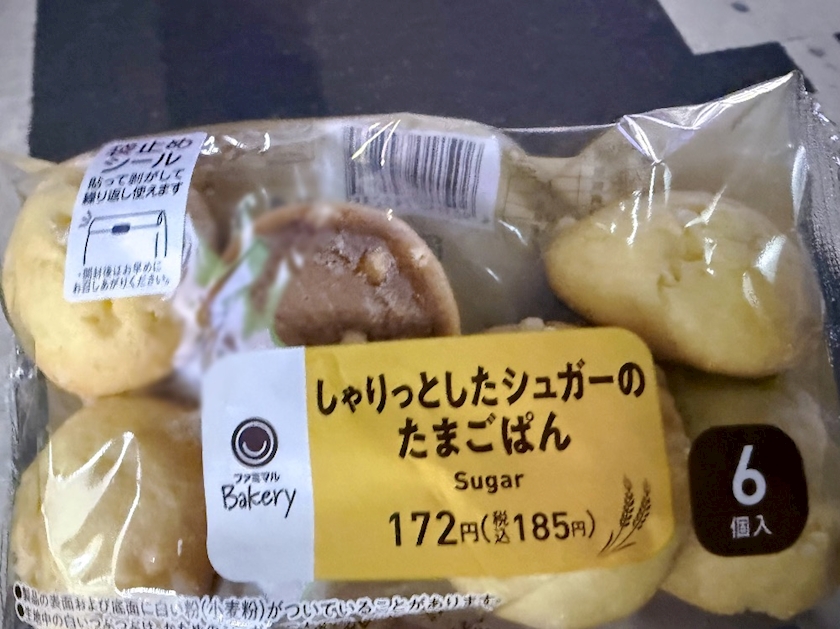 袋止め
シール
貼って剥がして
繰り返し使えます
・開封後はお早めに
お召しあがりください。
しゃりっとしたシュガーの
たまごぱん
Sugar
172円(税込185円)
ファミマル
Bakery
6
個入
●製品の表面および底面に白い粉(小麦粉)がついていることがあります。